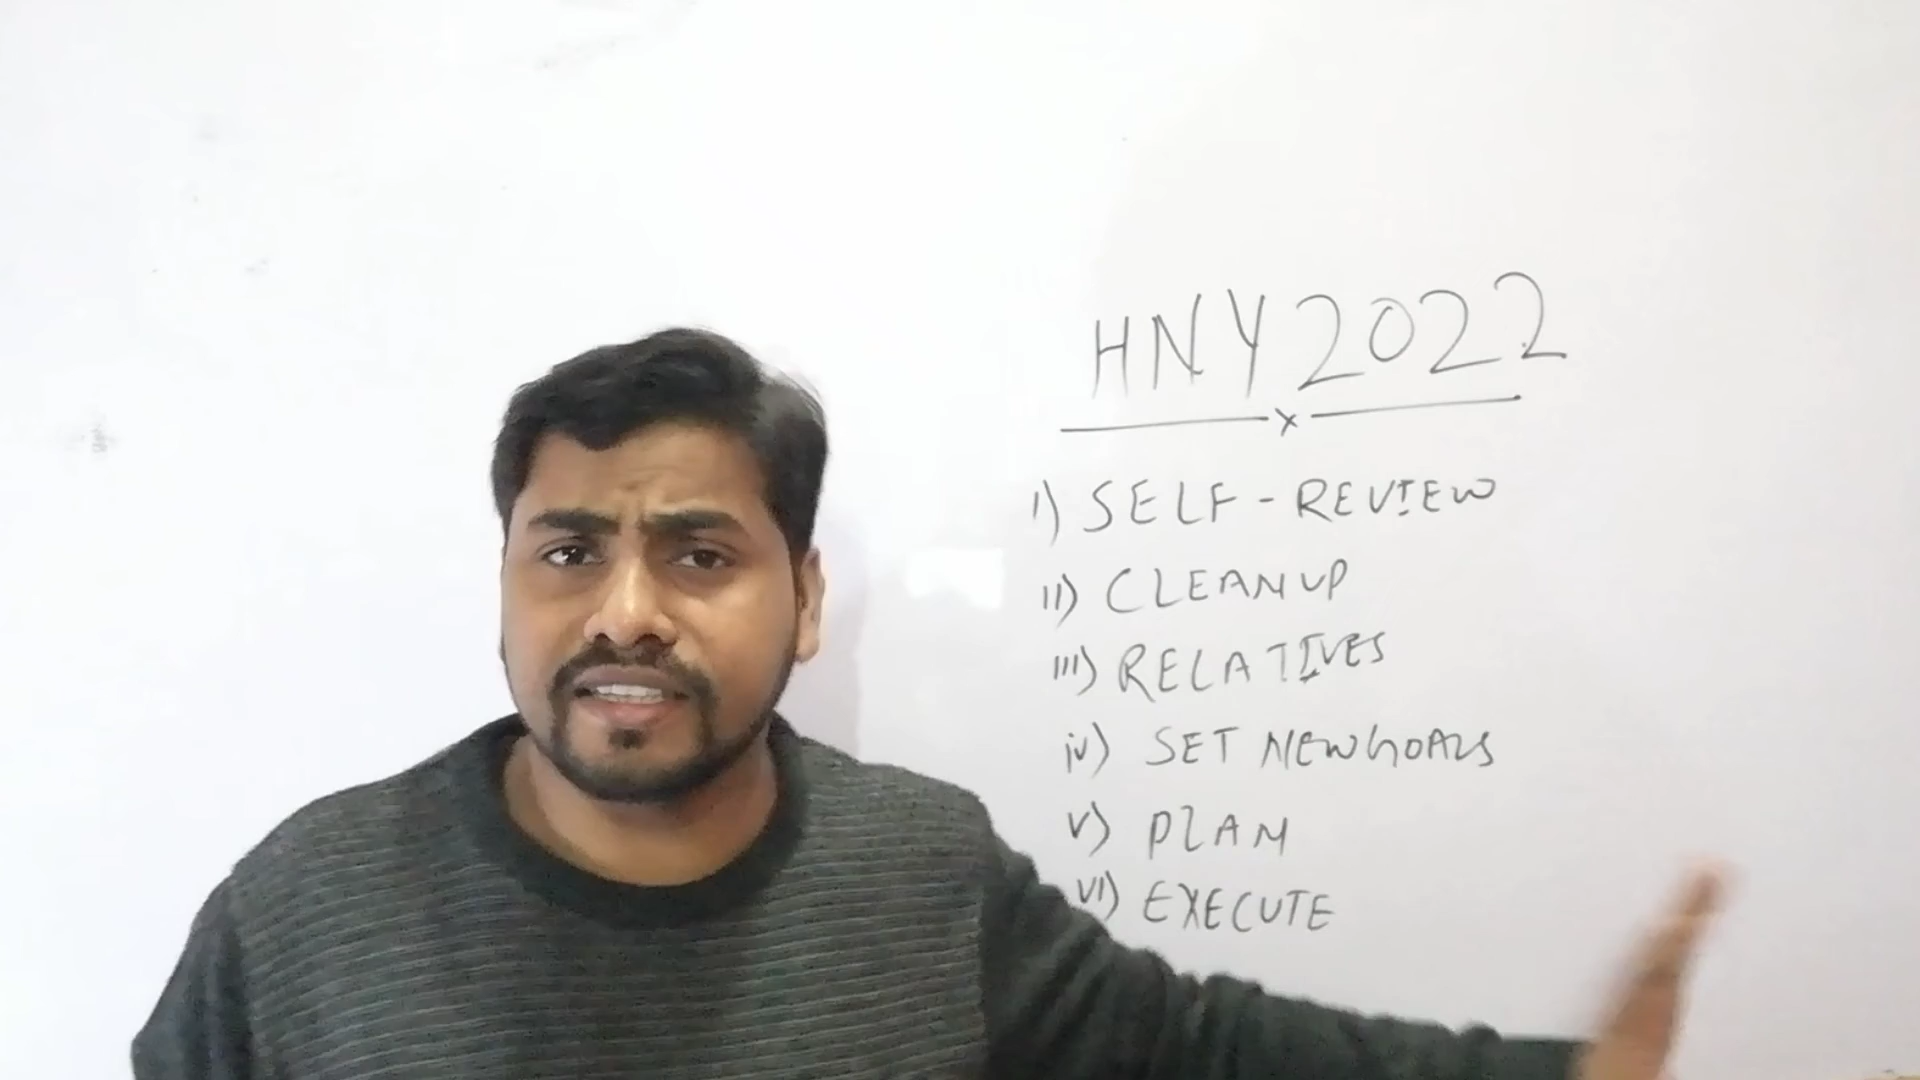 HNY 2022
x
I) SELF-REVIEW
II) CLEANUP
III) RELATIVES
iv) SET NEW GOALS
V) PLAN
VI) EXECUTE